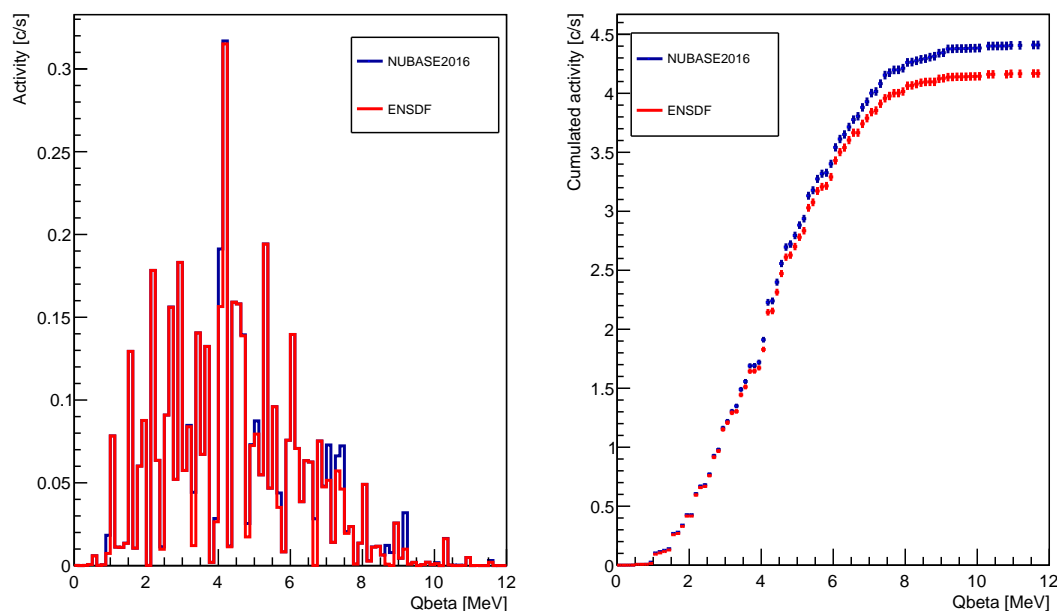 Activity [c/s]
0.3
0.25
0.2
0.15
0.1
0.05
0
NUBASE2016
ENSDF
0 2 4 6 8 10 12
Qbeta [MeV]
Cumulated activity [c/s]
4.5
4
3.5
3
2.5
2
1.5
1
0.5
0
NUBASE2016
ENSDF
0 2 4 6 8 10 12
Qbeta [MeV]